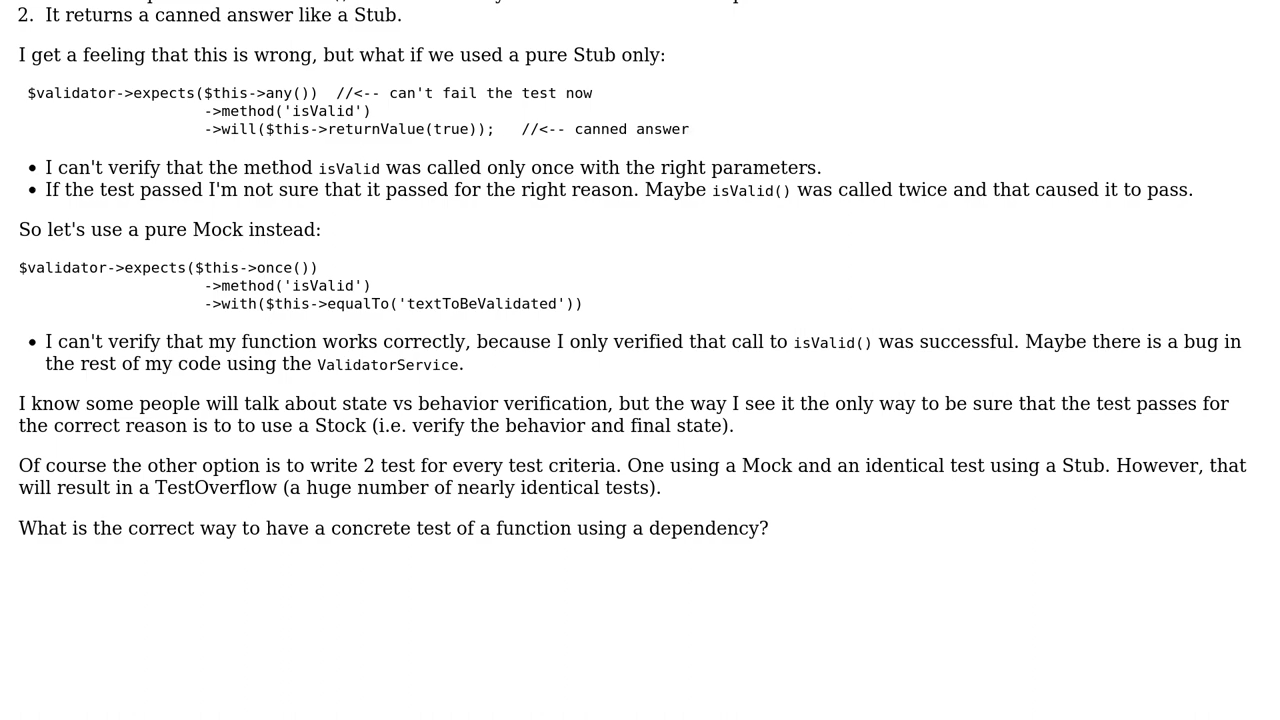 2. It returns a canned answer like a Stub.
I get a feeling that this is wrong, but what if we used a pure Stub only:
$validator->expects($this->any())  //<-- can't fail the test now
->method('isValid')
->will($this->returnValue(true));   //<-- canned answer
• I can't verify that the method isValid was called only once with the right parameters.
• If the test passed I'm not sure that it passed for the right reason. Maybe isValid() was called twice and that caused it to pass.
So let's use a pure Mock instead:
$validator->expects($this->once())
->method('isValid')
->with($this->equalTo('textToBeValidated'))
• I can't verify that my function works correctly, because I only verified that call to isValid() was successful. Maybe there is a bug in
the rest of my code using the ValidatorService.
I know some people will talk about state vs behavior verification, but the way I see it the only way to be sure that the test passes for
the correct reason is to to use a Stock (i.e. verify the behavior and final state).
Of course the other option is to write 2 test for every test criteria. One using a Mock and an identical test using a Stub. However, that
will result in a TestOverflow (a huge number of nearly identical tests).
What is the correct way to have a concrete test of a function using a dependency?